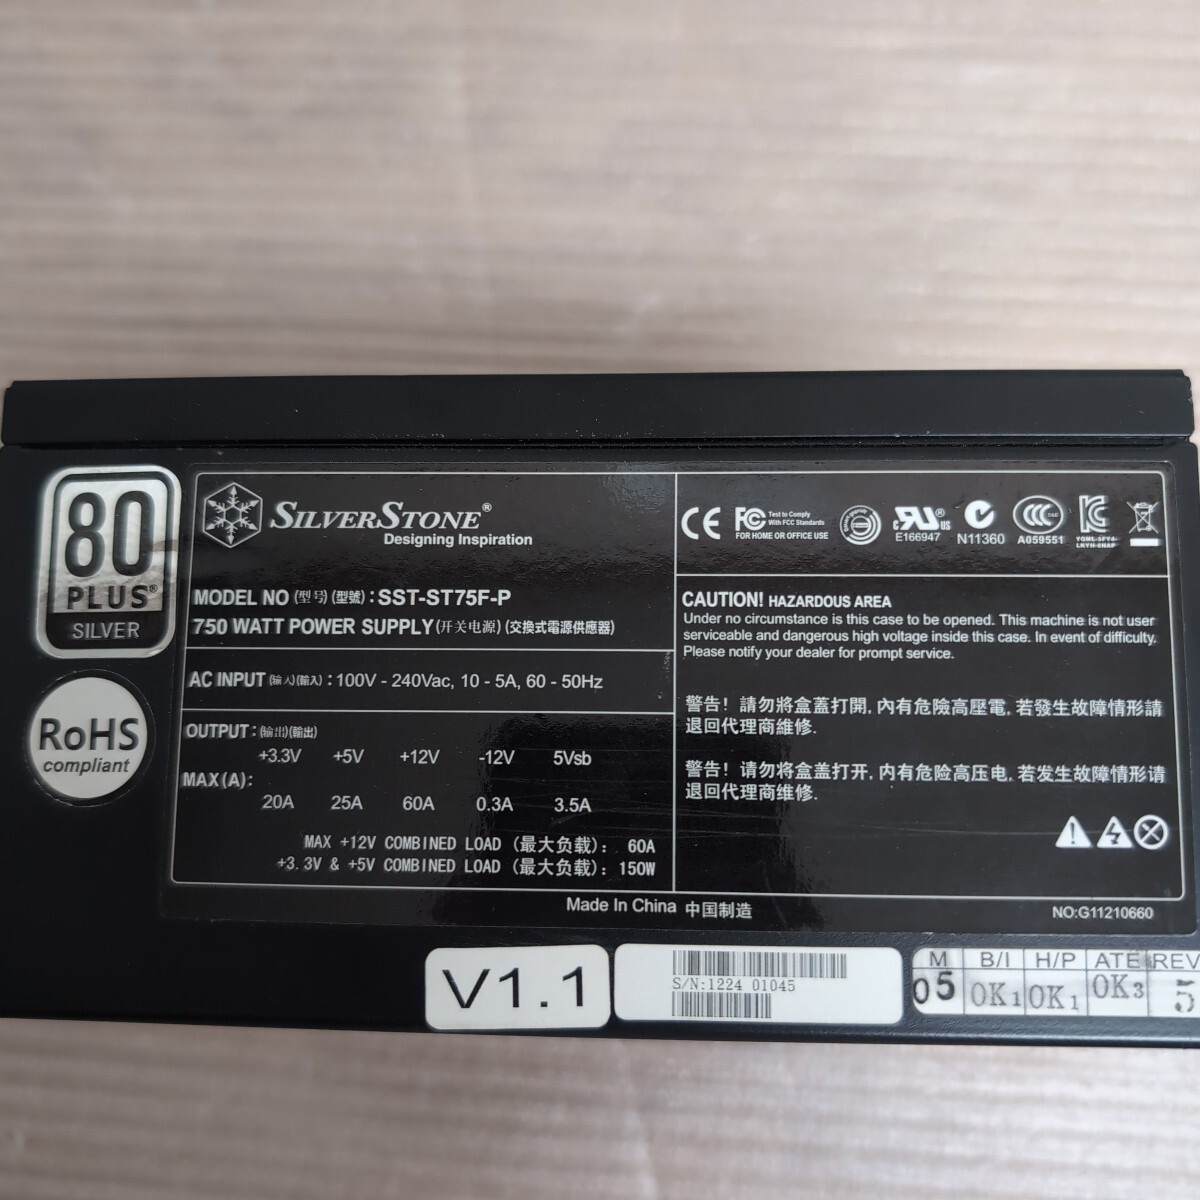 80
PLUS®
SILVER
RoHS
compliant
SILVERSTONE®
Designing Inspiration
MODEL NO (型号) (型號) : SST-ST75F-P
750 WATT POWER SUPPLY (开关电源) (交換式電源供應器)
AC INPUT (输入)(輸入) : 100V - 240Vac, 10 - 5A, 60 - 50Hz
OUTPUT : (输出)(輸出)
+3.3V +5V +12V -12V 5Vsb
MAX(A):
20A 25A 60A 0.3A 3.5A
MAX +12V COMBINED LOAD (最大负载): 60A
+3.3V & +5V COMBINED LOAD (最大负载): 150W
CE
FC Test to Comply
With FCC Standards
FOR HOME OR OFFICE USE
c RU® US
E166947
N11360
CCC
A059551
CAUTION! HAZARDOUS AREA
Under no circumstance is this case to be opened. This machine is not user
serviceable and dangerous high voltage inside this case. In event of difficulty.
Please notify your dealer for prompt service.
警告! 請勿將盒蓋打開, 內有危險高壓電, 若發生故障情形請
退回代理商維修.
警告! 请勿将盒盖打开, 内有危险高压电, 若发生故障情形请
退回代理商维修.
Made In China 中国制造
NO:G11210660
V1.1
S/N:1224 01045
M B/I H/P ATE REV
05 OK1 OK1 OK3 5